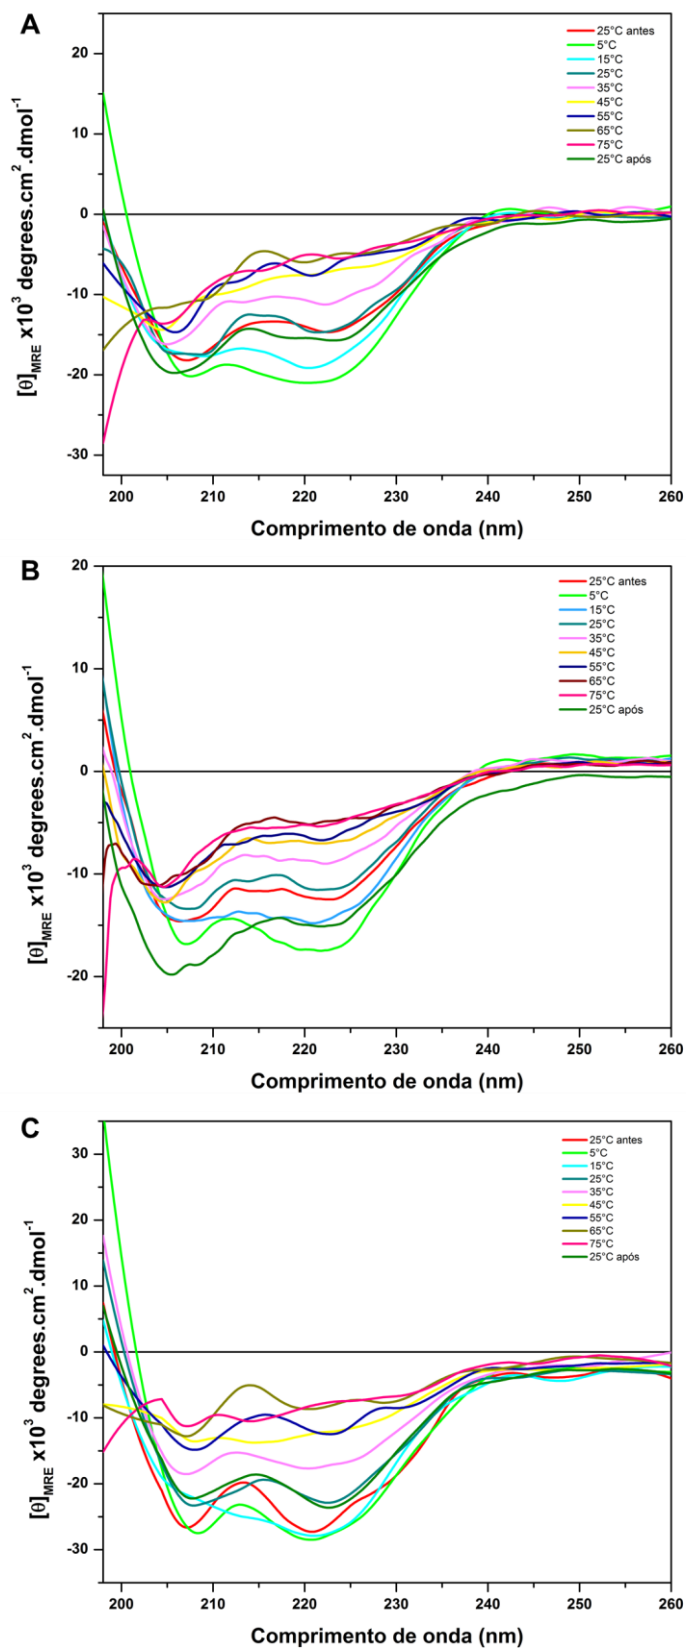 A
[θ]MRE x10³ degrees.cm².dmol⁻¹
20
10
0
-10
-20
-30
25°C antes
5°C
15°C
25°C
35°C
45°C
55°C
65°C
75°C
25°C após
200 210 220 230 240 250 260
Comprimento de onda (nm)
B
[θ]MRE x10³ degrees.cm².dmol⁻¹
20
10
0
-10
-20
25°C antes
5°C
15°C
25°C
35°C
45°C
55°C
65°C
75°C
25°C após
200 210 220 230 240 250 260
Comprimento de onda (nm)
C
[θ]MRE x10³ degrees.cm².dmol⁻¹
30
20
10
0
-10
-20
-30
25°C antes
5°C
15°C
25°C
35°C
45°C
55°C
65°C
75°C
25°C após
200 210 220 230 240 250 260
Comprimento de onda (nm)